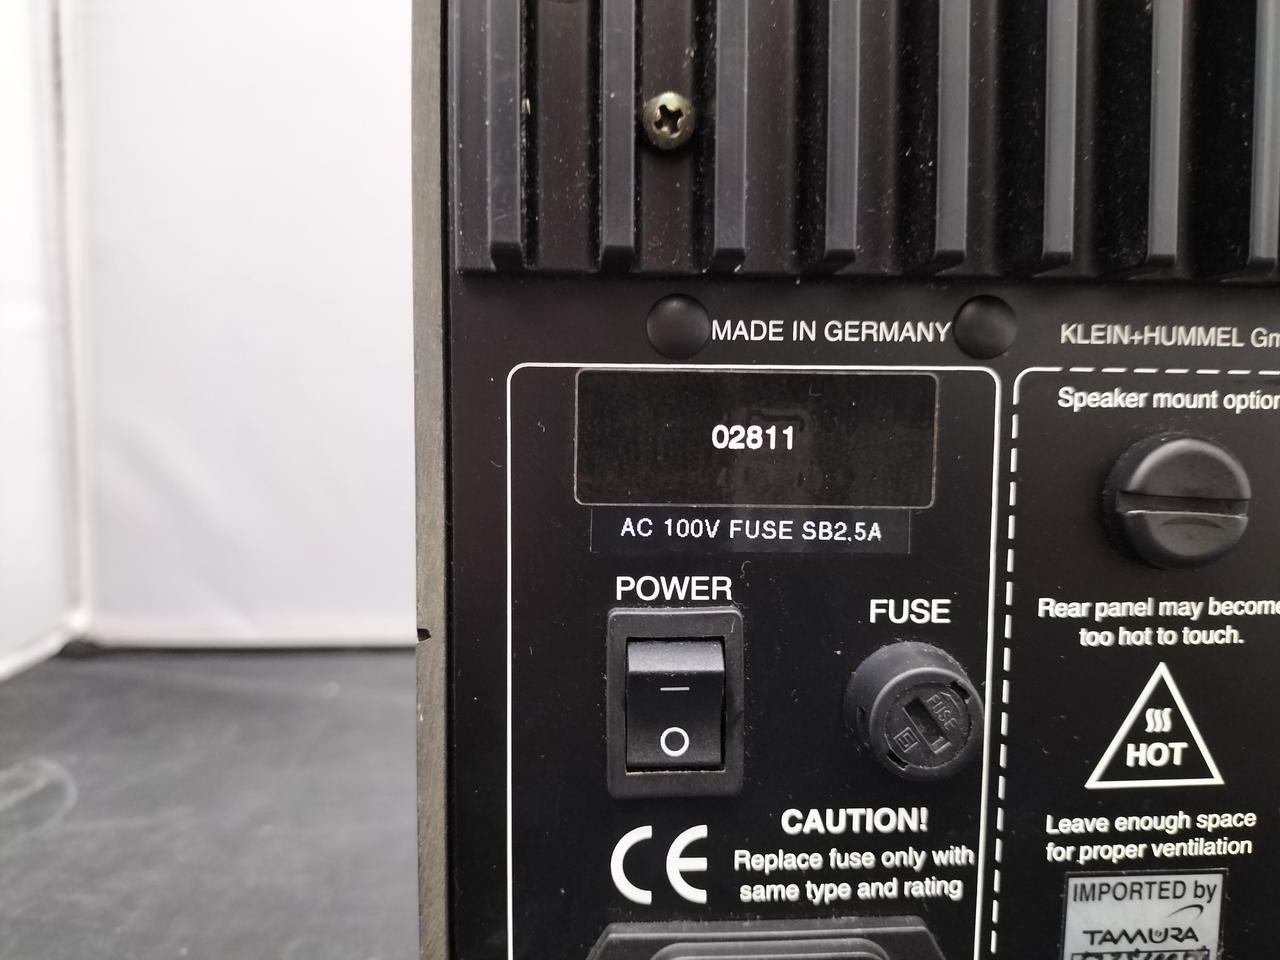 MADE IN GERMANY
KLEIN+HUMMEL
02811
AC 100V FUSE SB2.5A
POWER
FUSE
FUSE
CAUTION!
Replace fuse only with
same type and rating
CE
Speaker mount
Rear panel may become
too hot to touch.
HOT
Leave enough space
for proper ventilation
IMPORTED by
TAMURA